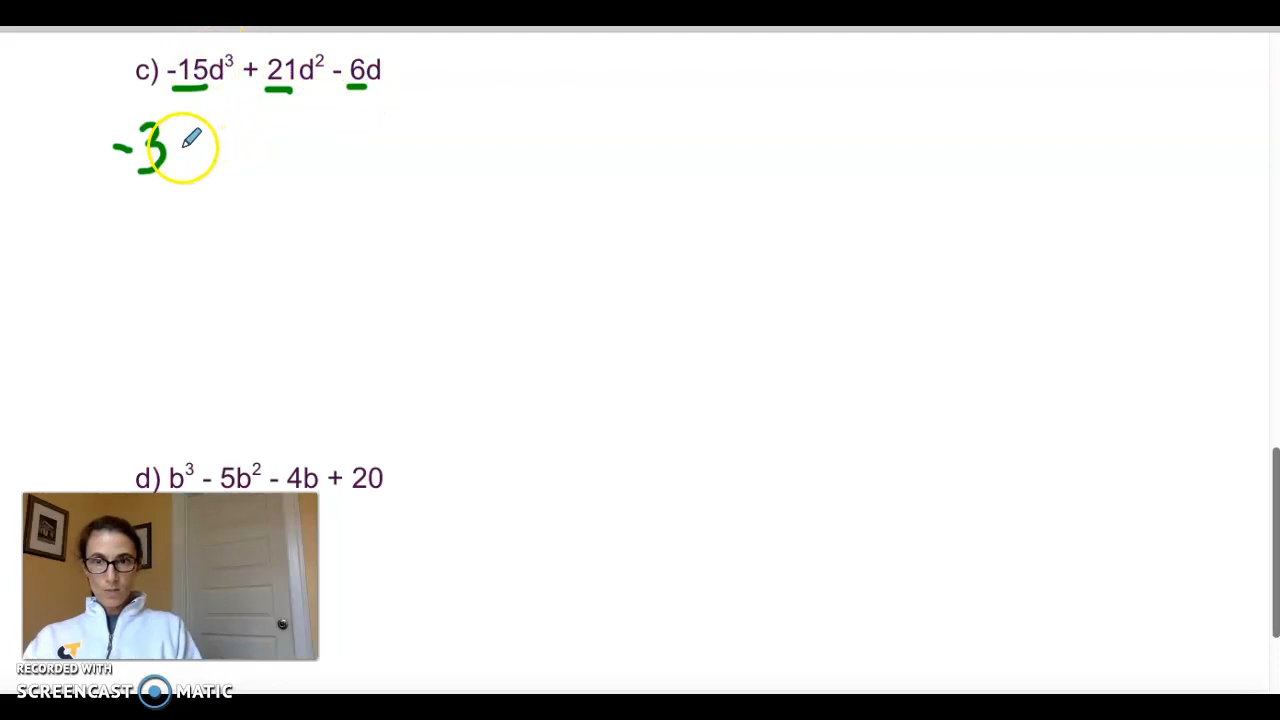 c) -15d³ + 21d² - 6d
-3
d) b³ - 5b² - 4b + 20
RECORDED WITH
SCREENCAST MATIC